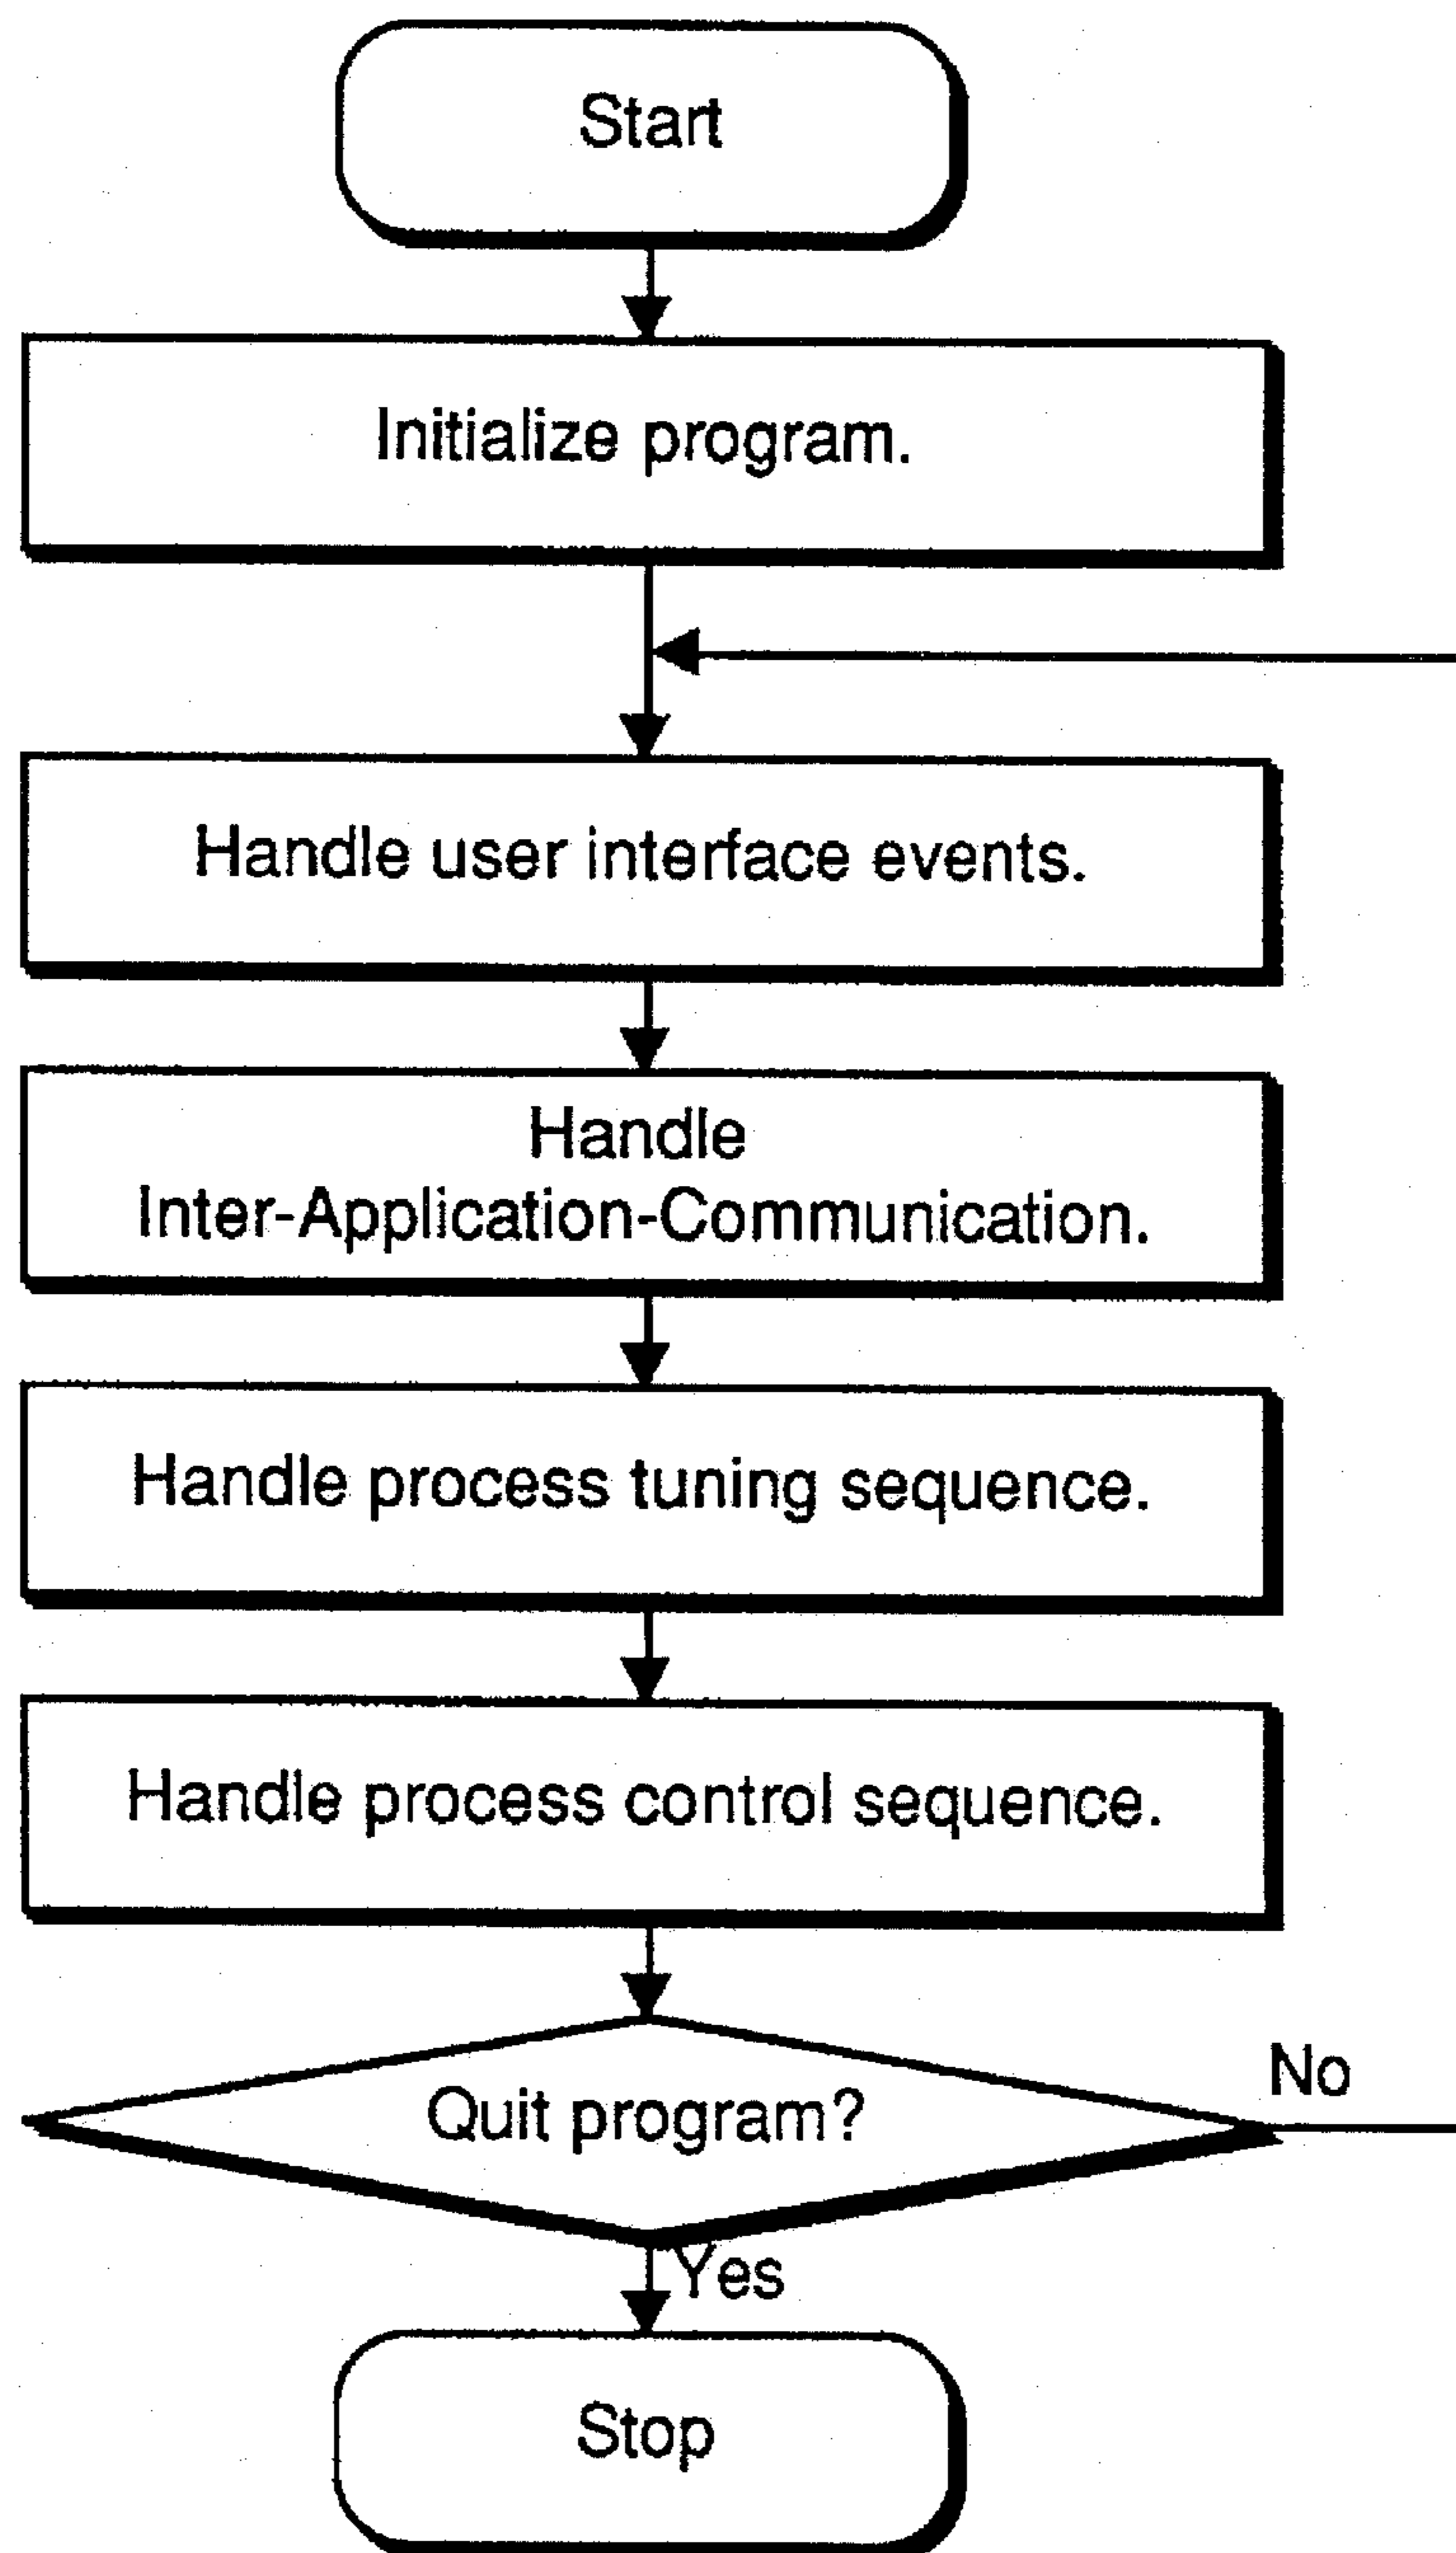 Start
Initialize program.
Handle user interface events.
Handle
Inter-Application-Communication.
Handle process tuning sequence.
Handle process control sequence.
Quit program?
No
Yes
Stop